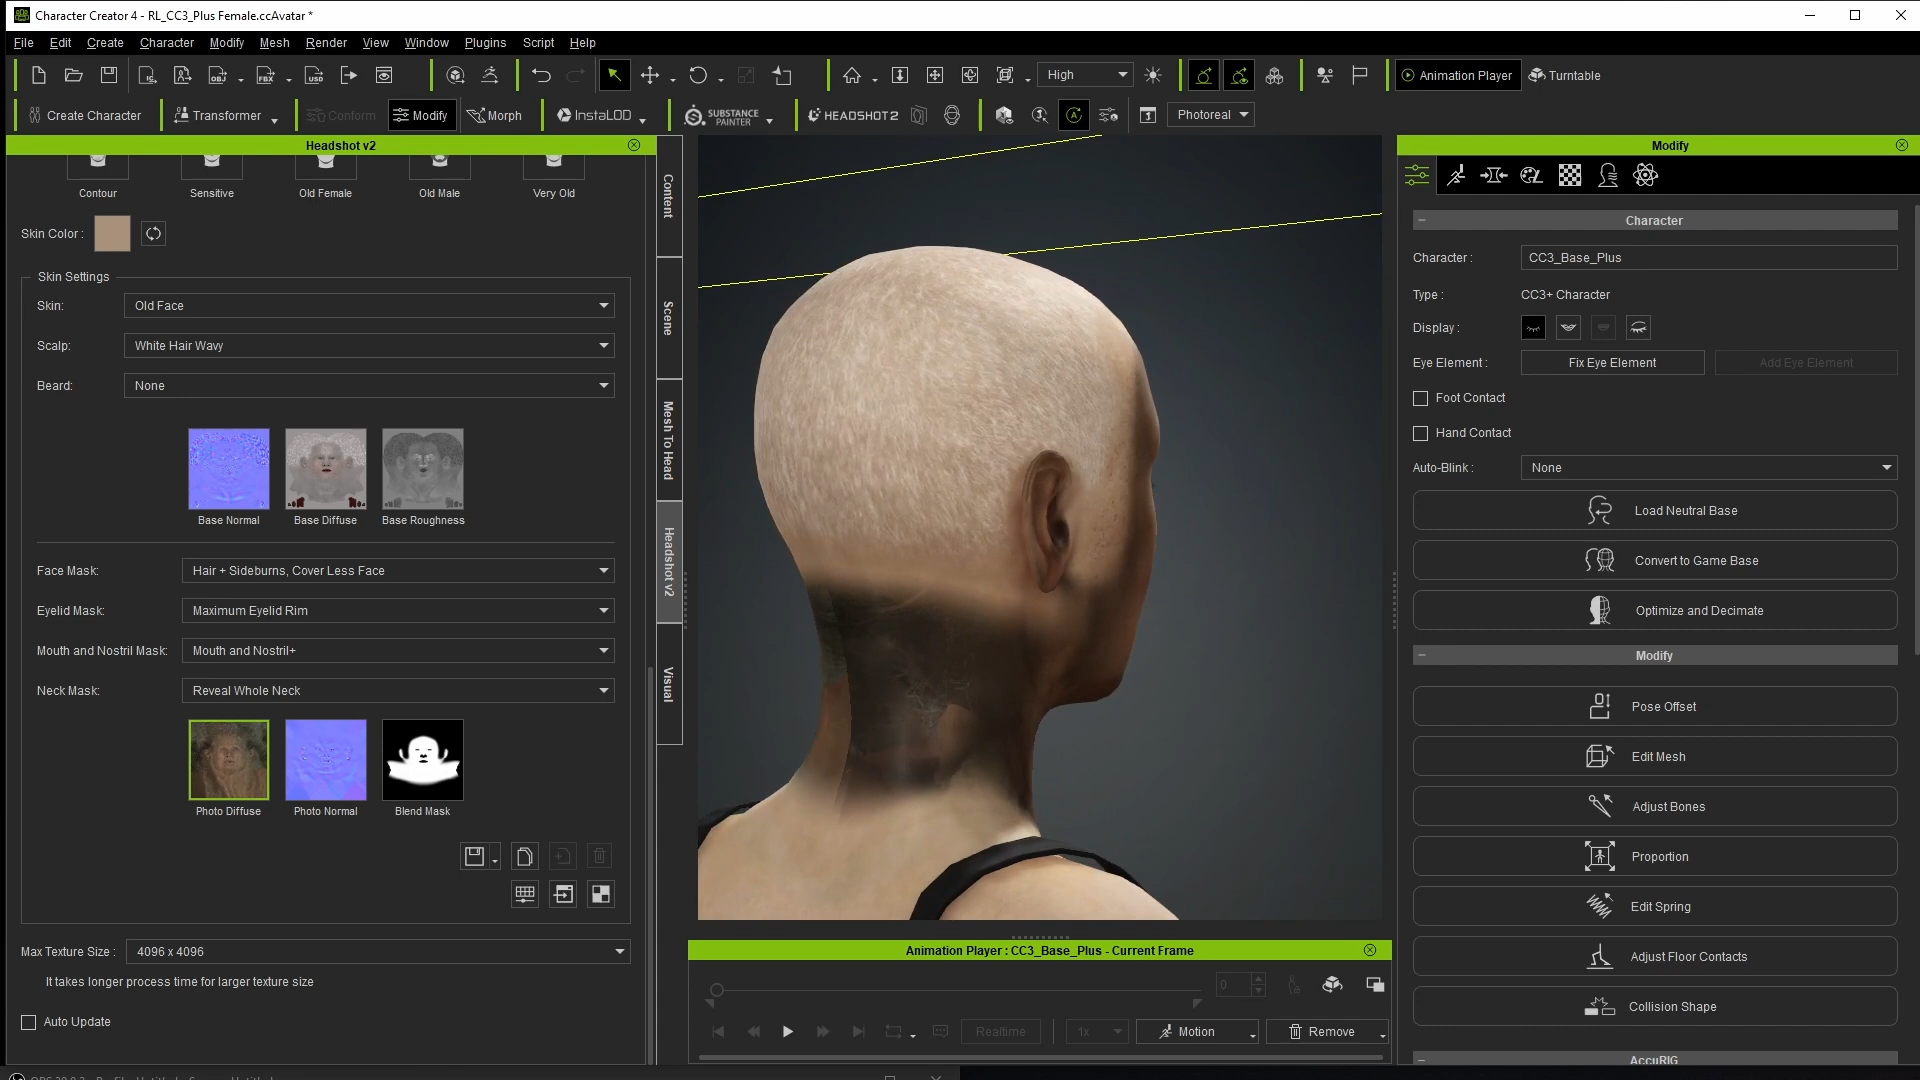 Character Creator 4 - RL_CC3_Plus Female.ccAvatar *
File Edit Create Character Modify Mesh Render View Window Plugins Script Help
High
Animation Player
Turntable
Create Character
Transformer
Conform
Modify
Morph
InstaLOD
SUBSTANCE PAINTER
HEADSHOT2
Photoreal
Headshot v2
Contour
Sensitive
Old Female
Old Male
Very Old
Skin Color :
Skin Settings
Skin: Old Face
Scalp: White Hair Wavy
Beard: None
Base Normal
Base Diffuse
Base Roughness
Face Mask: Hair + Sideburns, Cover Less Face
Eyelid Mask: Maximum Eyelid Rim
Mouth and Nostril Mask: Mouth and Nostril+
Neck Mask: Reveal Whole Neck
Photo Diffuse
Photo Normal
Blend Mask
Max Texture Size : 4096 x 4096
It takes longer process time for larger texture size
Auto Update
Content
Scene
Mesh To Head
Headshot v2
Visual
Animation Player : CC3_Base_Plus - Current Frame
0
Realtime
1x
Motion
Remove
Modify
Character
Character : CC3_Base_Plus
Type : CC3+ Character
Display :
Eye Element : Fix Eye Element Add Eye Element
Foot Contact
Hand Contact
Auto-Blink : None
Load Neutral Base
Convert to Game Base
Optimize and Decimate
Modify
Pose Offset
Edit Mesh
Adjust Bones
Proportion
Edit Spring
Adjust Floor Contacts
Collision Shape
AccuRIG